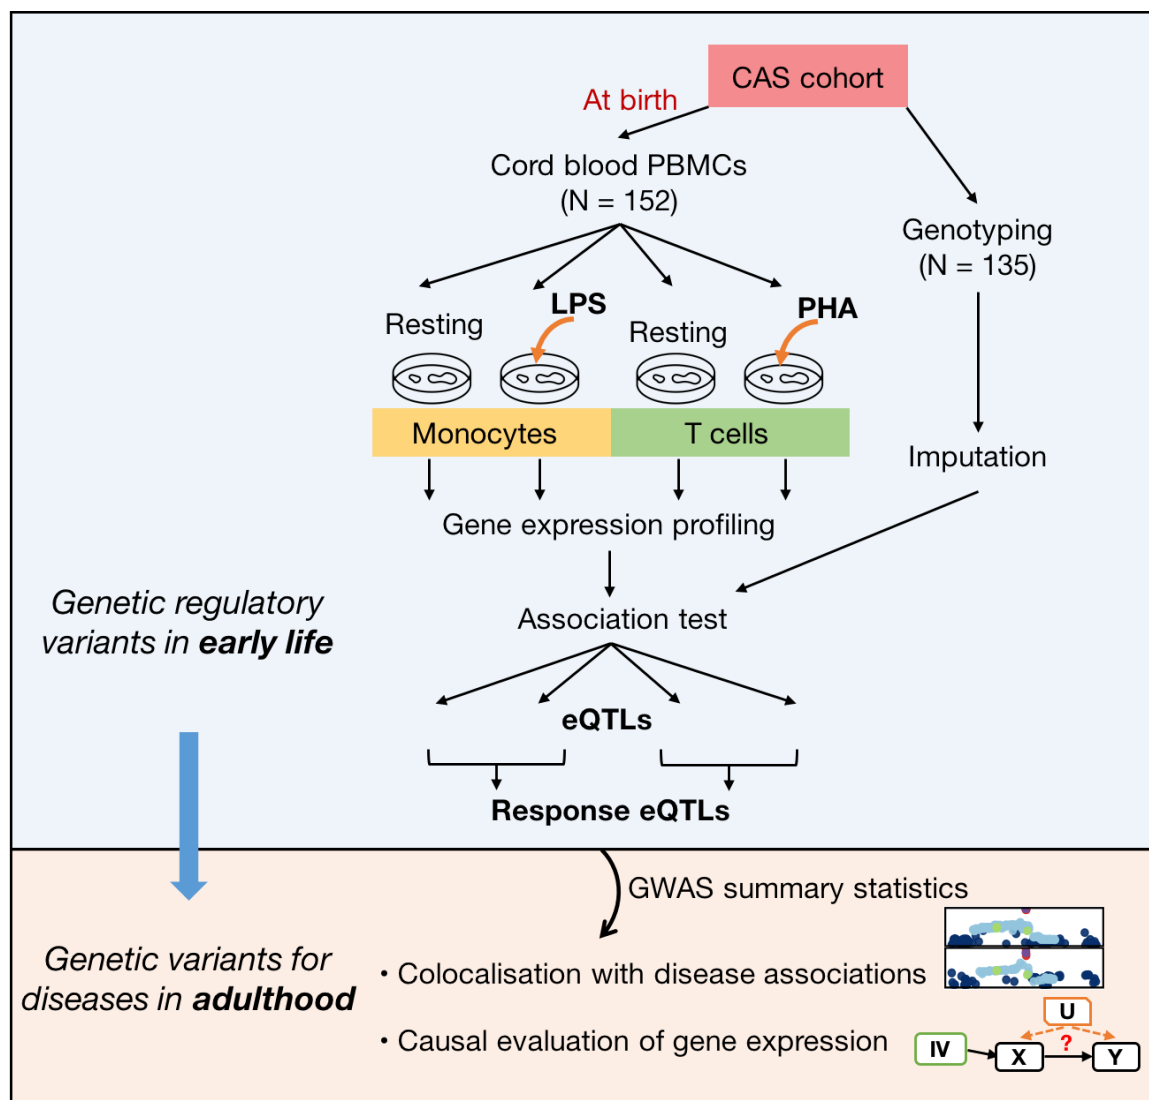 CAS cohort
At birth
Cord blood PBMCs
(N = 152)
Genotyping
(N = 135)
LPS
PHA
Resting
Resting
Monocytes
T cells
Imputation
Gene expression profiling
Association test
Genetic regulatory
variants in early life
eQTLs
Response eQTLs
GWAS summary statistics
Genetic variants for
diseases in adulthood
• Colocalisation with disease associations
• Causal evaluation of gene expression
U
IV
X
?
Y